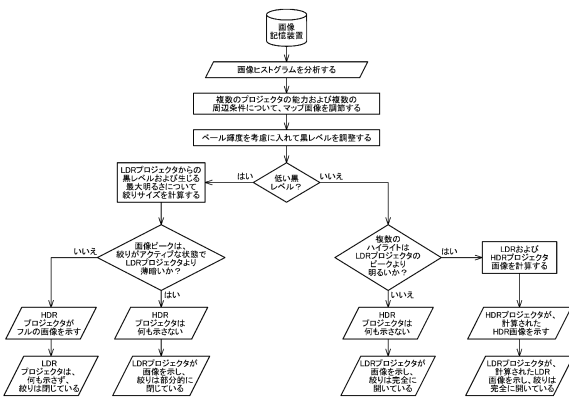 画像
記憶装置
画像ヒストグラムを分析する
複数のプロジェクタの能力および複数の
周辺条件について、マップ画像を調節する
ベール輝度を考慮に入れて黒レベルを調整する
低い黒
レベル？
はい
いいえ
LDRプロジェクタからの
黒レベルおよび生じる
最大明るさについて
絞りサイズを計算する
画像ピークは、
絞りがアクティブな状態で
LDRプロジェクタより
薄暗いか？
いいえ
はい
複数の
ハイライトは
LDRプロジェクタの
ピークより
明るいか？
はい
いいえ
LDRおよび
HDRプロジェクタ
画像を計算する
HDR
プロジェクタが
フルの画像を示す
HDR
プロジェクタは
何も示さない
HDR
プロジェクタは
何も示さない
HDRプロジェクタが、
計算された
HDR画像を示す
LDR
プロジェクタは、
何も示さず、
絞りは閉じている
LDRプロジェクタが
画像を示し、
絞りは部分的に
閉じている
LDRプロジェクタが
画像を示し、
絞りは完全に
開いている
LDRプロジェクタが、
計算されたLDR
画像を示し、絞りは
完全に開いている